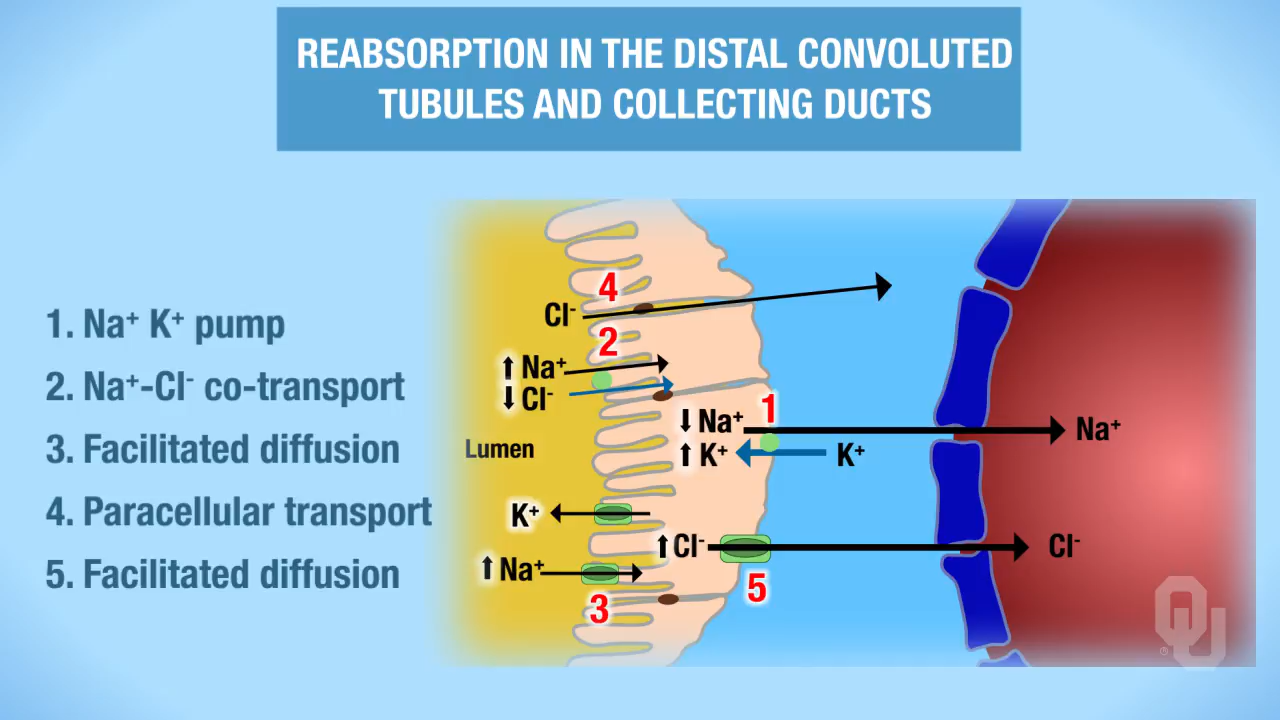 REABSORPTION IN THE DISTAL CONVOLUTED
TUBULES AND COLLECTING DUCTS
1. Na⁺ K⁺ pump
2. Na⁺-Cl⁻ co-transport
3. Facilitated diffusion
4. Paracellular transport
5. Facilitated diffusion
4
Cl⁻
2
⬆ Na⁺
⬇ Cl⁻
1
⬇ Na⁺
⬆ K⁺
K⁺
Na⁺
Lumen
K⁺
⬆ Cl⁻
Cl⁻
⬆ Na⁺
3
5
OU
®